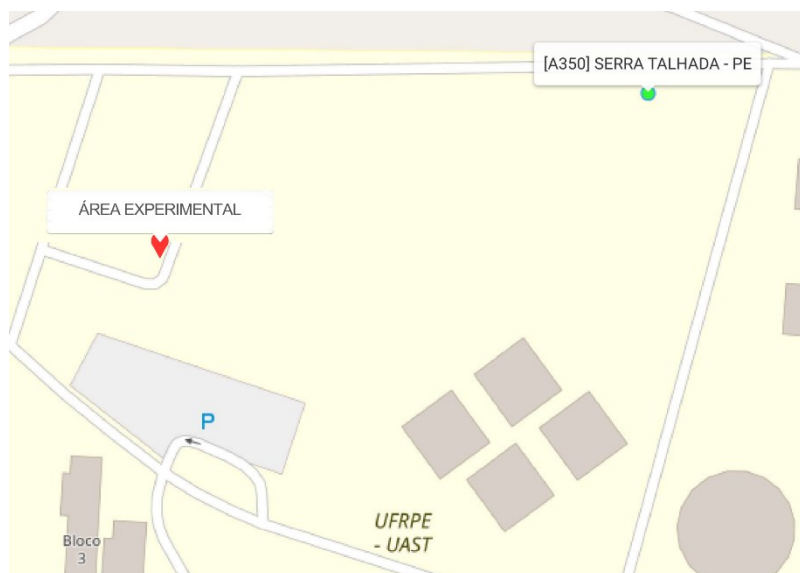 [A350] SERRA TALHADA - PE
ÁREA EXPERIMENTAL
P
UFRPE
- UAST
Bloco
3